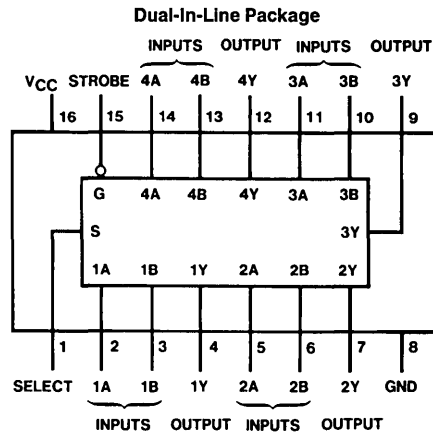 Dual-In-Line Package
INPUTS OUTPUT INPUTS OUTPUT
VCC STROBE 4A 4B 4Y 3A 3B 3Y
16 15 14 13 12 11 10 9
G 4A 4B 4Y 3A 3B
S 3Y
1A 1B 1Y 2A 2B 2Y
1 2 3 4 5 6 7 8
SELECT 1A 1B 1Y 2A 2B 2Y GND
INPUTS OUTPUT INPUTS OUTPUT